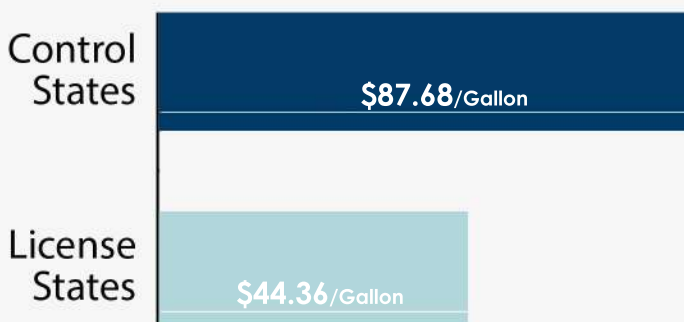 Control
States
$87.68/Gallon
License
States
$44.36/Gallon